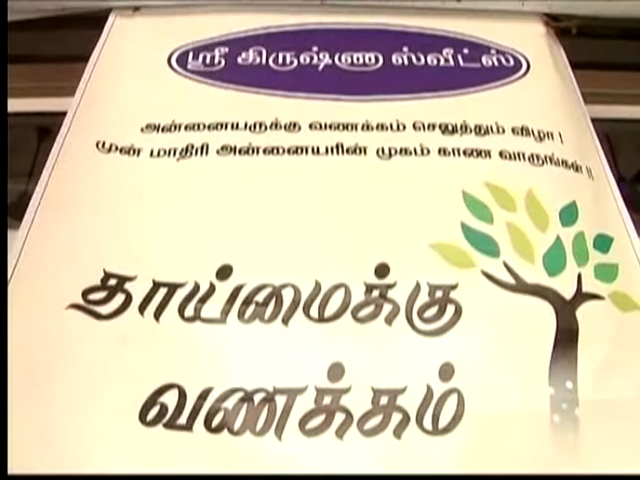 ஸ்ரீ கிருஷ்ண ஸ்வீட்ஸ்
அன்னையருக்கு வணக்கம் செலுத்தும் விழா!
முன் மாதிரி அன்னையரின் முகம் காண வாருங்கள்!!
தாய்மைக்கு
வணக்கம்